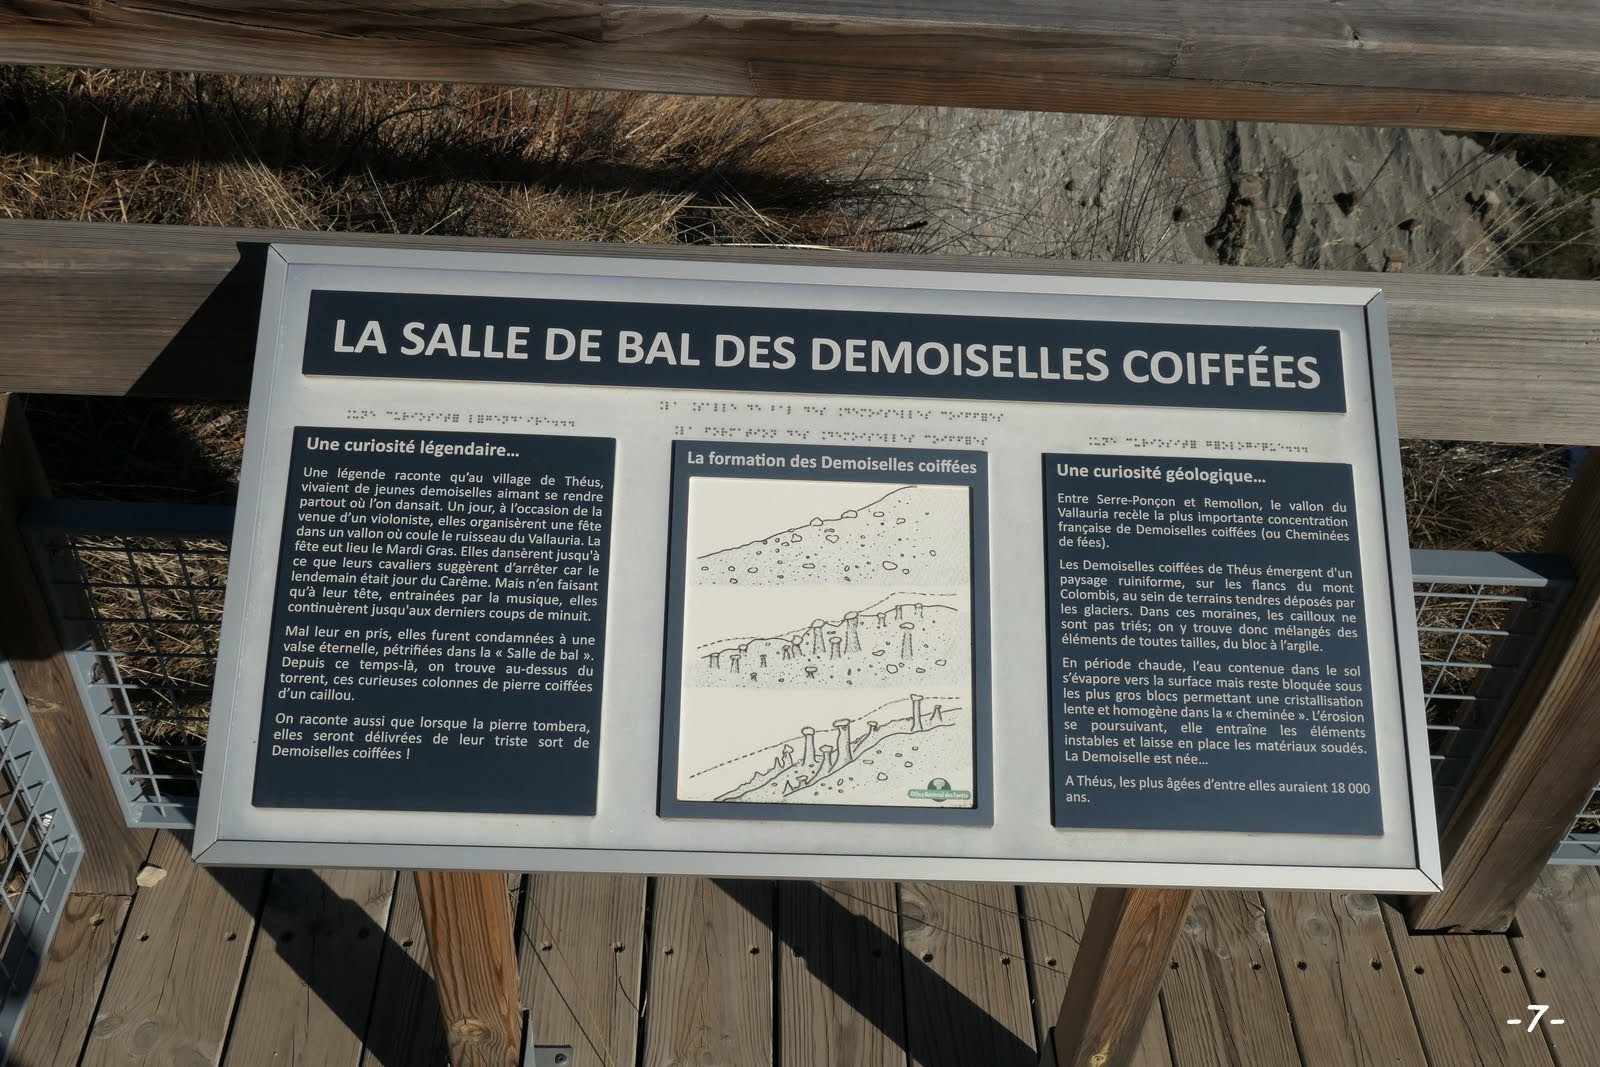 LA SALLE DE BAL DES DEMOISELLES COIFFÉES
Une curiosité légendaire...
Une légende raconte qu'au village de Théus,
vivaient de jeunes demoiselles aimant se rendre
partout où l'on dansait. Un jour, à l'occasion de la
venue d'un violoniste, elles organisèrent une fête
dans un vallon où coule le ruisseau du Vallauria. La
fête eut lieu le Mardi Gras. Elles dansèrent jusqu'à
ce que leurs cavaliers suggèrent d'arrêter car le
lendemain était jour du Carême. Mais n'en faisant
qu'à leur tête, entrainées par la musique, elles
continuèrent jusqu'aux derniers coups de minuit.
Mal leur en pris, elles furent condamnées à une
valse éternelle, pétrifiées dans la « Salle de bal ».
Depuis ce temps-là, on trouve au-dessus du
torrent, ces curieuses colonnes de pierre coiffées
d'un caillou.
On raconte aussi que lorsque la pierre tombera,
elles seront délivrées de leur triste sort de
Demoiselles coiffées !
La formation des Demoiselles coiffées
Office National des Forêts
Une curiosité géologique...
Entre Serre-Ponçon et Remollon, le vallon du
Vallauria recèle la plus importante concentration
française de Demoiselles coiffées (ou Cheminées
de fées).
Les Demoiselles coiffées de Théus émergent d'un
paysage ruiniforme, sur les flancs du mont
Colombis, au sein de terrains tendres déposés par
les glaciers. Dans ces moraines, les cailloux ne
sont pas triés; on y trouve donc mélangés des
éléments de toutes tailles, du bloc à l'argile.
En période chaude, l'eau contenue dans le sol
s'évapore vers la surface mais reste bloquée sous
les plus gros blocs permettant une cristallisation
lente et homogène dans la « cheminée ». L'érosion
se poursuivant, elle entraîne les éléments
instables et laisse en place les matériaux soudés.
La Demoiselle est née...
A Théus, les plus âgées d'entre elles auraient 18 000
ans.
-7-